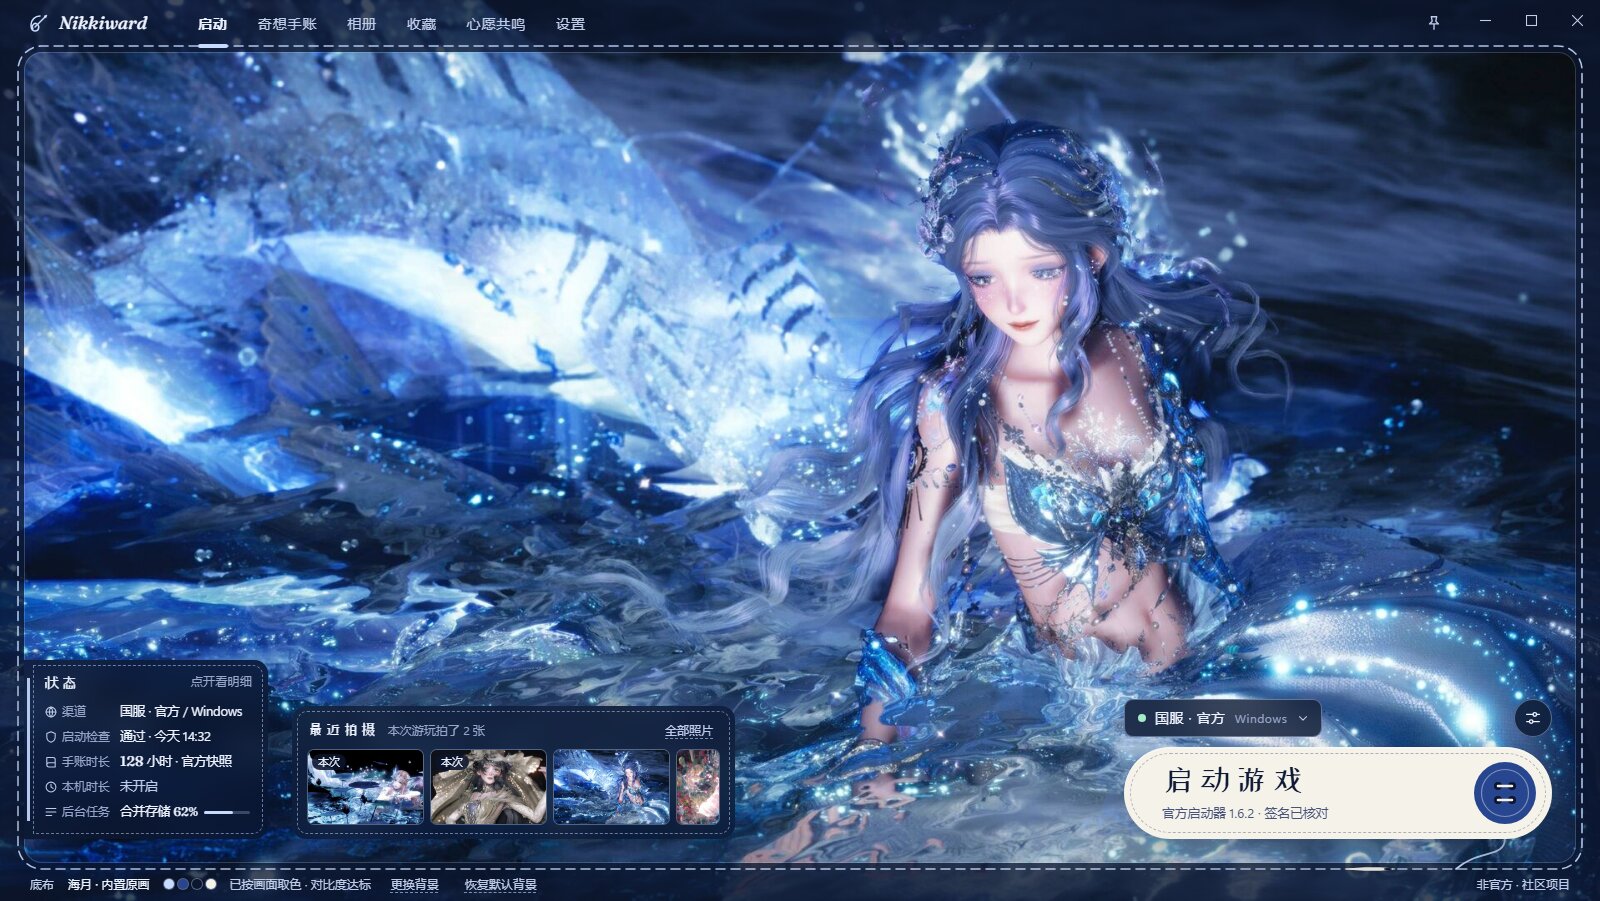 Nikkiward
启动 奇想手账 相册 收藏 心愿共鸣 设置
状态 点开看明细
渠道 国服 · 官方 / Windows
启动检查 通过 · 今天 14:32
手账时长 128 小时 · 官方快照
本机时长 未开启
后台任务 合并存储 62%
最近拍摄 本次游玩拍了 2 张 全部照片
本次 本次
国服 · 官方 Windows
启动游戏
官方启动器 1.6.2 · 签名已核对
底布 海月 · 内置原画 已按画面取色 · 对比度达标 更换背景 恢复默认背景
非官方 · 社区项目